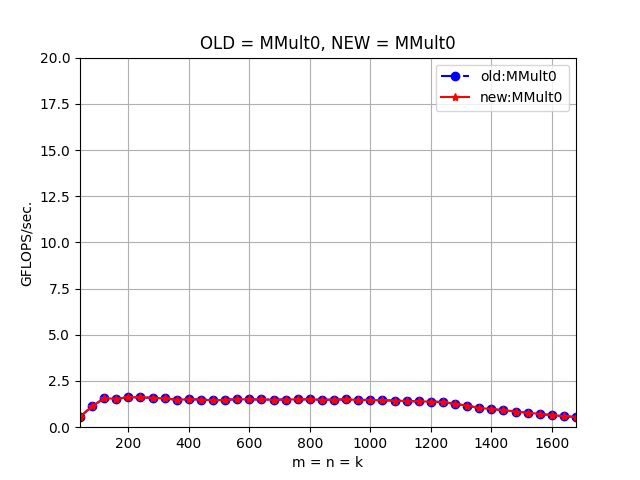 OLD = MMult0, NEW = MMult0
20.0
17.5
15.0
12.5
10.0
7.5
5.0
2.5
0.0
GFLOPS/sec.
old:MMult0
new:MMult0
200 400 600 800 1000 1200 1400 1600
m = n = k